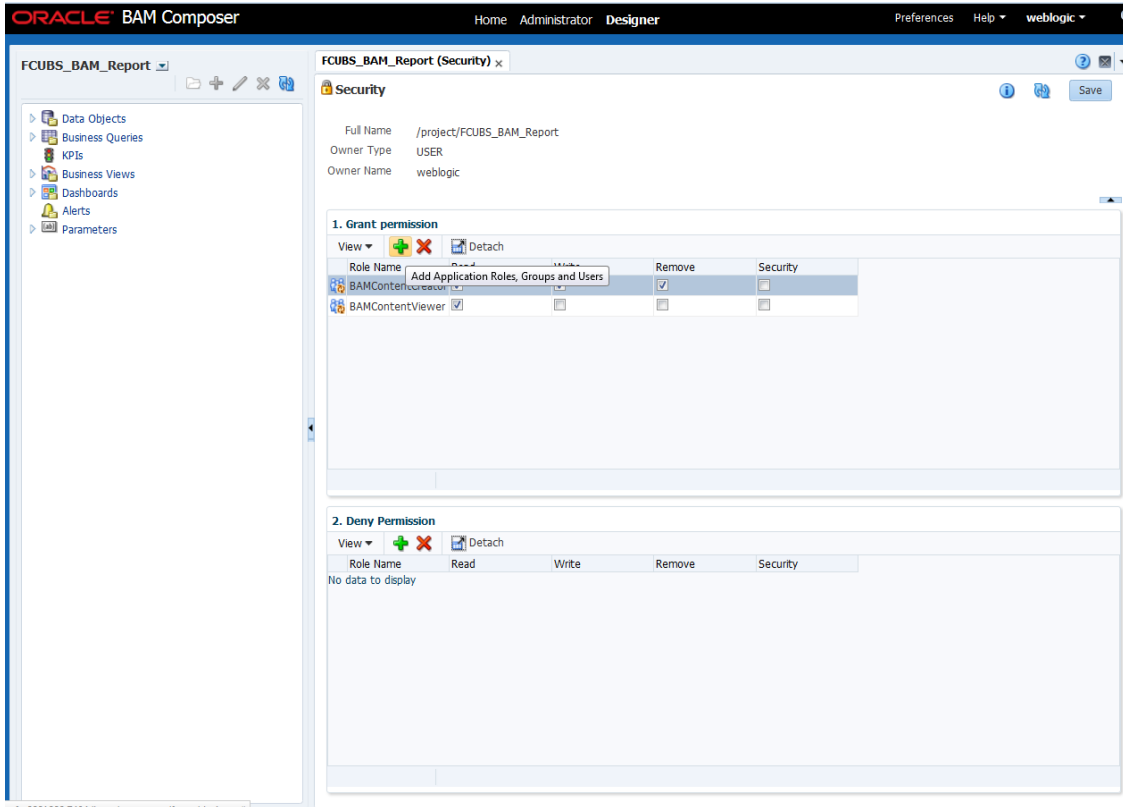 ORACLE BAM Composer Home Administrator Designer Preferences Help weblogic
FCUBS_BAM_Report
FCUBS_BAM_Report (Security)
Security Save
Data Objects
Business Queries
KPIs
Business Views
Dashboards
Alerts
Parameters
Full Name /project/FCUBS_BAM_Report
Owner Type USER
Owner Name weblogic
1. Grant permission
View Detach
Role Name Read Write Remove Security
Add Application Roles, Groups and Users
BAMContentCreator
BAMContentViewer
2. Deny Permission
View Detach
Role Name Read Write Remove Security
No data to display